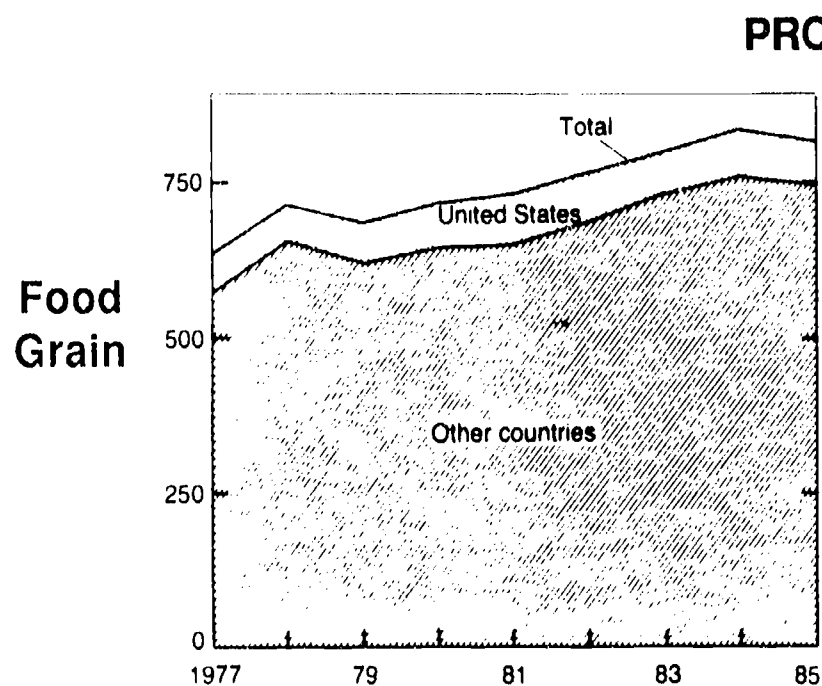 PRO
Food
Grain
750
500
250
0
Total
United States
Other countries
1977 79 81 83 85